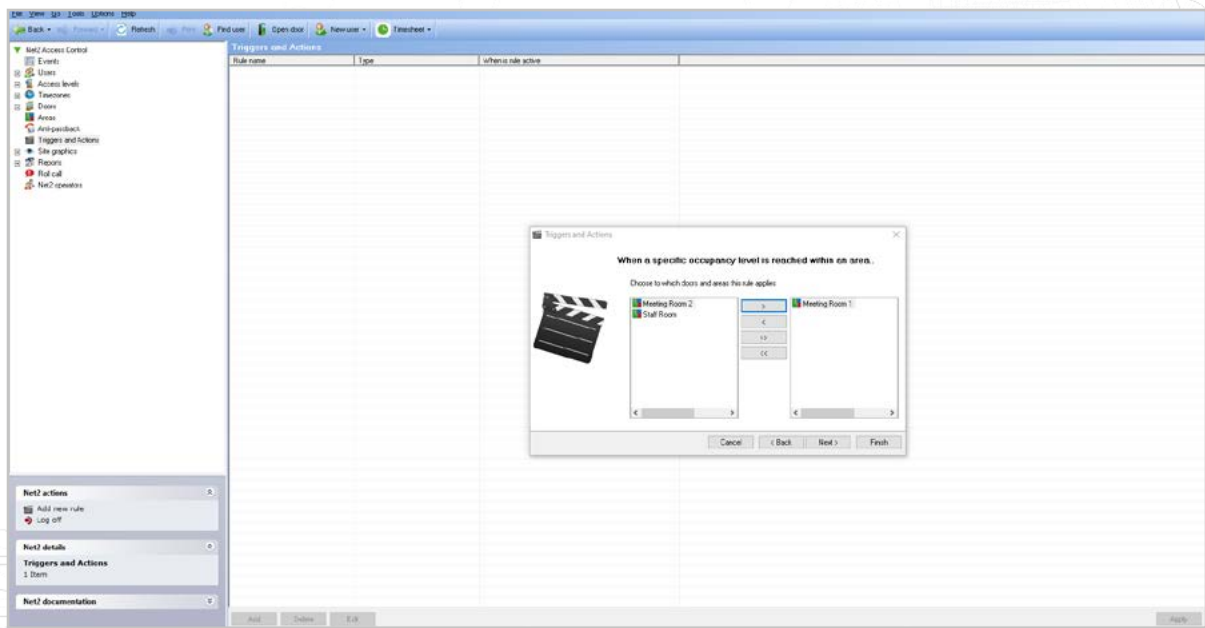 File View Go Tools Options Help
Back Forward Refresh Print Find user Open door New user Timesheet
Net2 Access Control
Events
Users
Access levels
Timezones
Doors
Areas
Anti-passback
Triggers and Actions
Site graphics
Reports
Roll call
Net2 operators
Triggers and Actions
Rule name Type When is rule active
Triggers and Actions
When a specific occupancy level is reached within an area..
Choose to which doors and areas this rule applies
Meeting Room 2
Staff Room
>
<
>>
<<
Meeting Room 1
Cancel < Back Next > Finish
Net2 actions
Add new rule
Log off
Net2 details
Triggers and Actions
1 Item
Net2 documentation
Add Delete Edit Apply